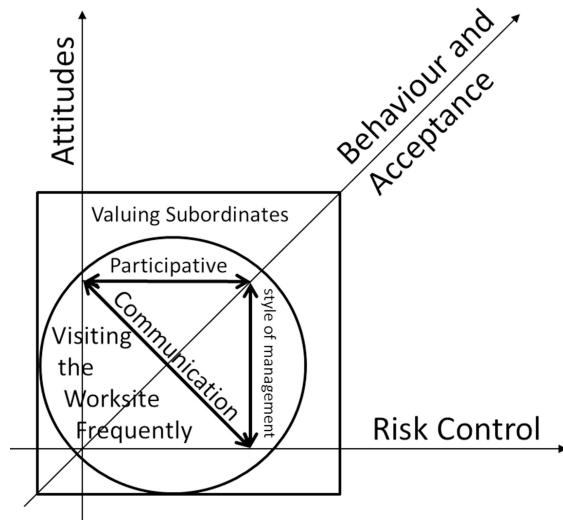 Attitudes
Behaviour and
Acceptance
Valuing Subordinates
Participative
style of management
Communication
Visiting
the
Worksite
Frequently
Risk Control